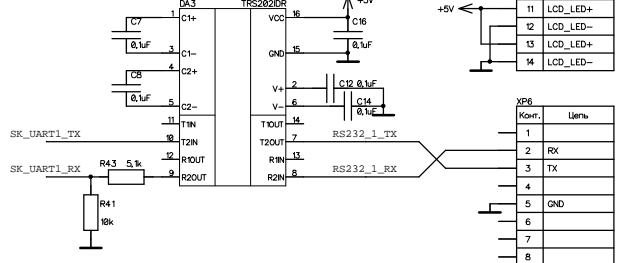 DA3 TRS202IDR
+5V
C7
0,1uF
1 C1+
3 C1-
C8
0,1uF
4 C2+
5 C2-
11 T1IN
10 T2IN
12 R1OUT
9 R2OUT
VCC 16
GND 15
V+ 2
V- 6
T1OUT 14
T2OUT 7
R1IN 13
R2IN 8
C16
0,1uF
C12 0,1uF
C14
0,1uF
SK_UART1_TX
SK_UART1_RX
R43 5,1k
R41
10k
RS232_1_TX
RS232_1_RX
+5V
11 LCD_LED+
12 LCD_LED-
13 LCD_LED+
14 LCD_LED-
XP6
Конт. Цепь
1
2 RX
3 TX
4
5 GND
6
7
8